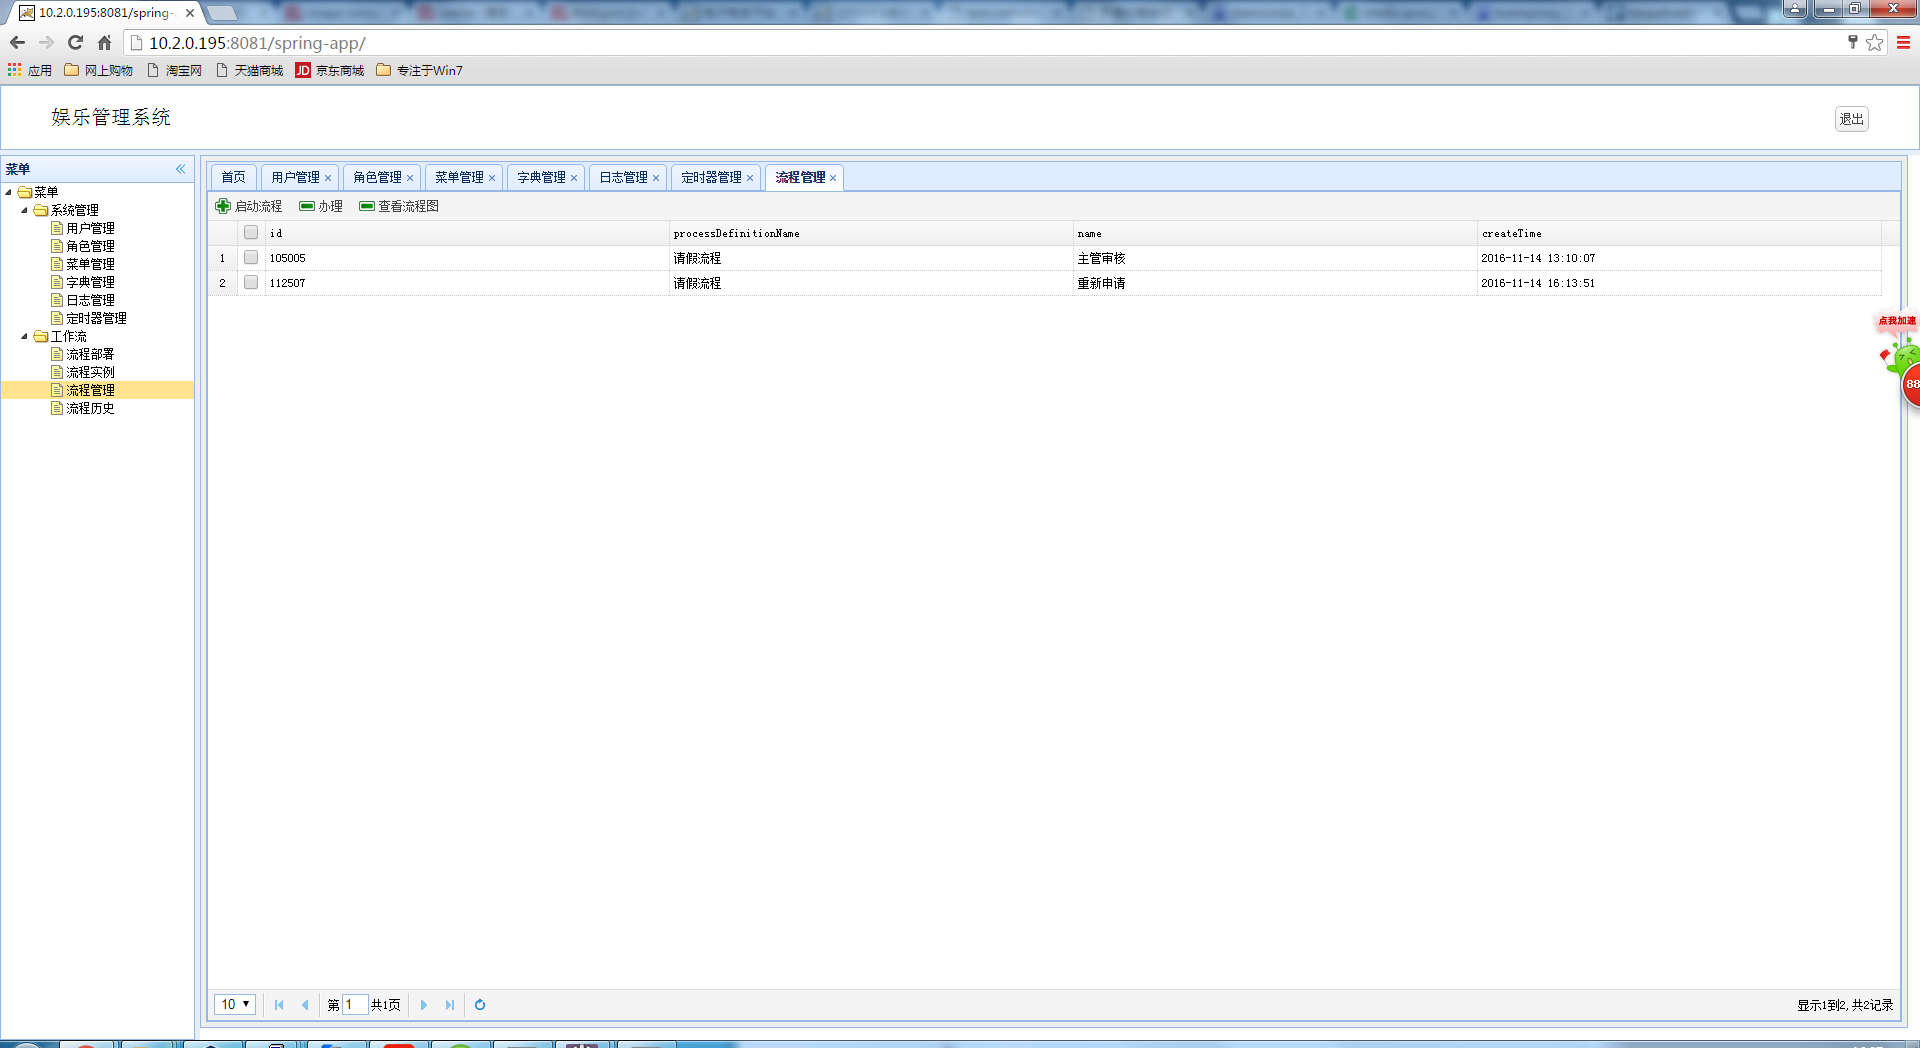 10.2.0.195:8081/spring-
10.2.0.195:8081/spring-app/
应用 网上购物 淘宝网 天猫商城 JD 京东商城 专注于Win7
娱乐管理系统
退出
菜单
菜单
系统管理
用户管理
角色管理
菜单管理
字典管理
日志管理
定时器管理
工作流
流程部署
流程实例
流程管理
流程历史
首页 用户管理 角色管理 菜单管理 字典管理 日志管理 定时器管理 流程管理
启动流程 办理 查看流程图
id processDefinitionName name createTime
1 105005 请假流程 主管审核 2016-11-14 13:10:07
2 112507 请假流程 重新申请 2016-11-14 16:13:51
点我加速
88
10 第 1 共1页
显示1到2,共2记录